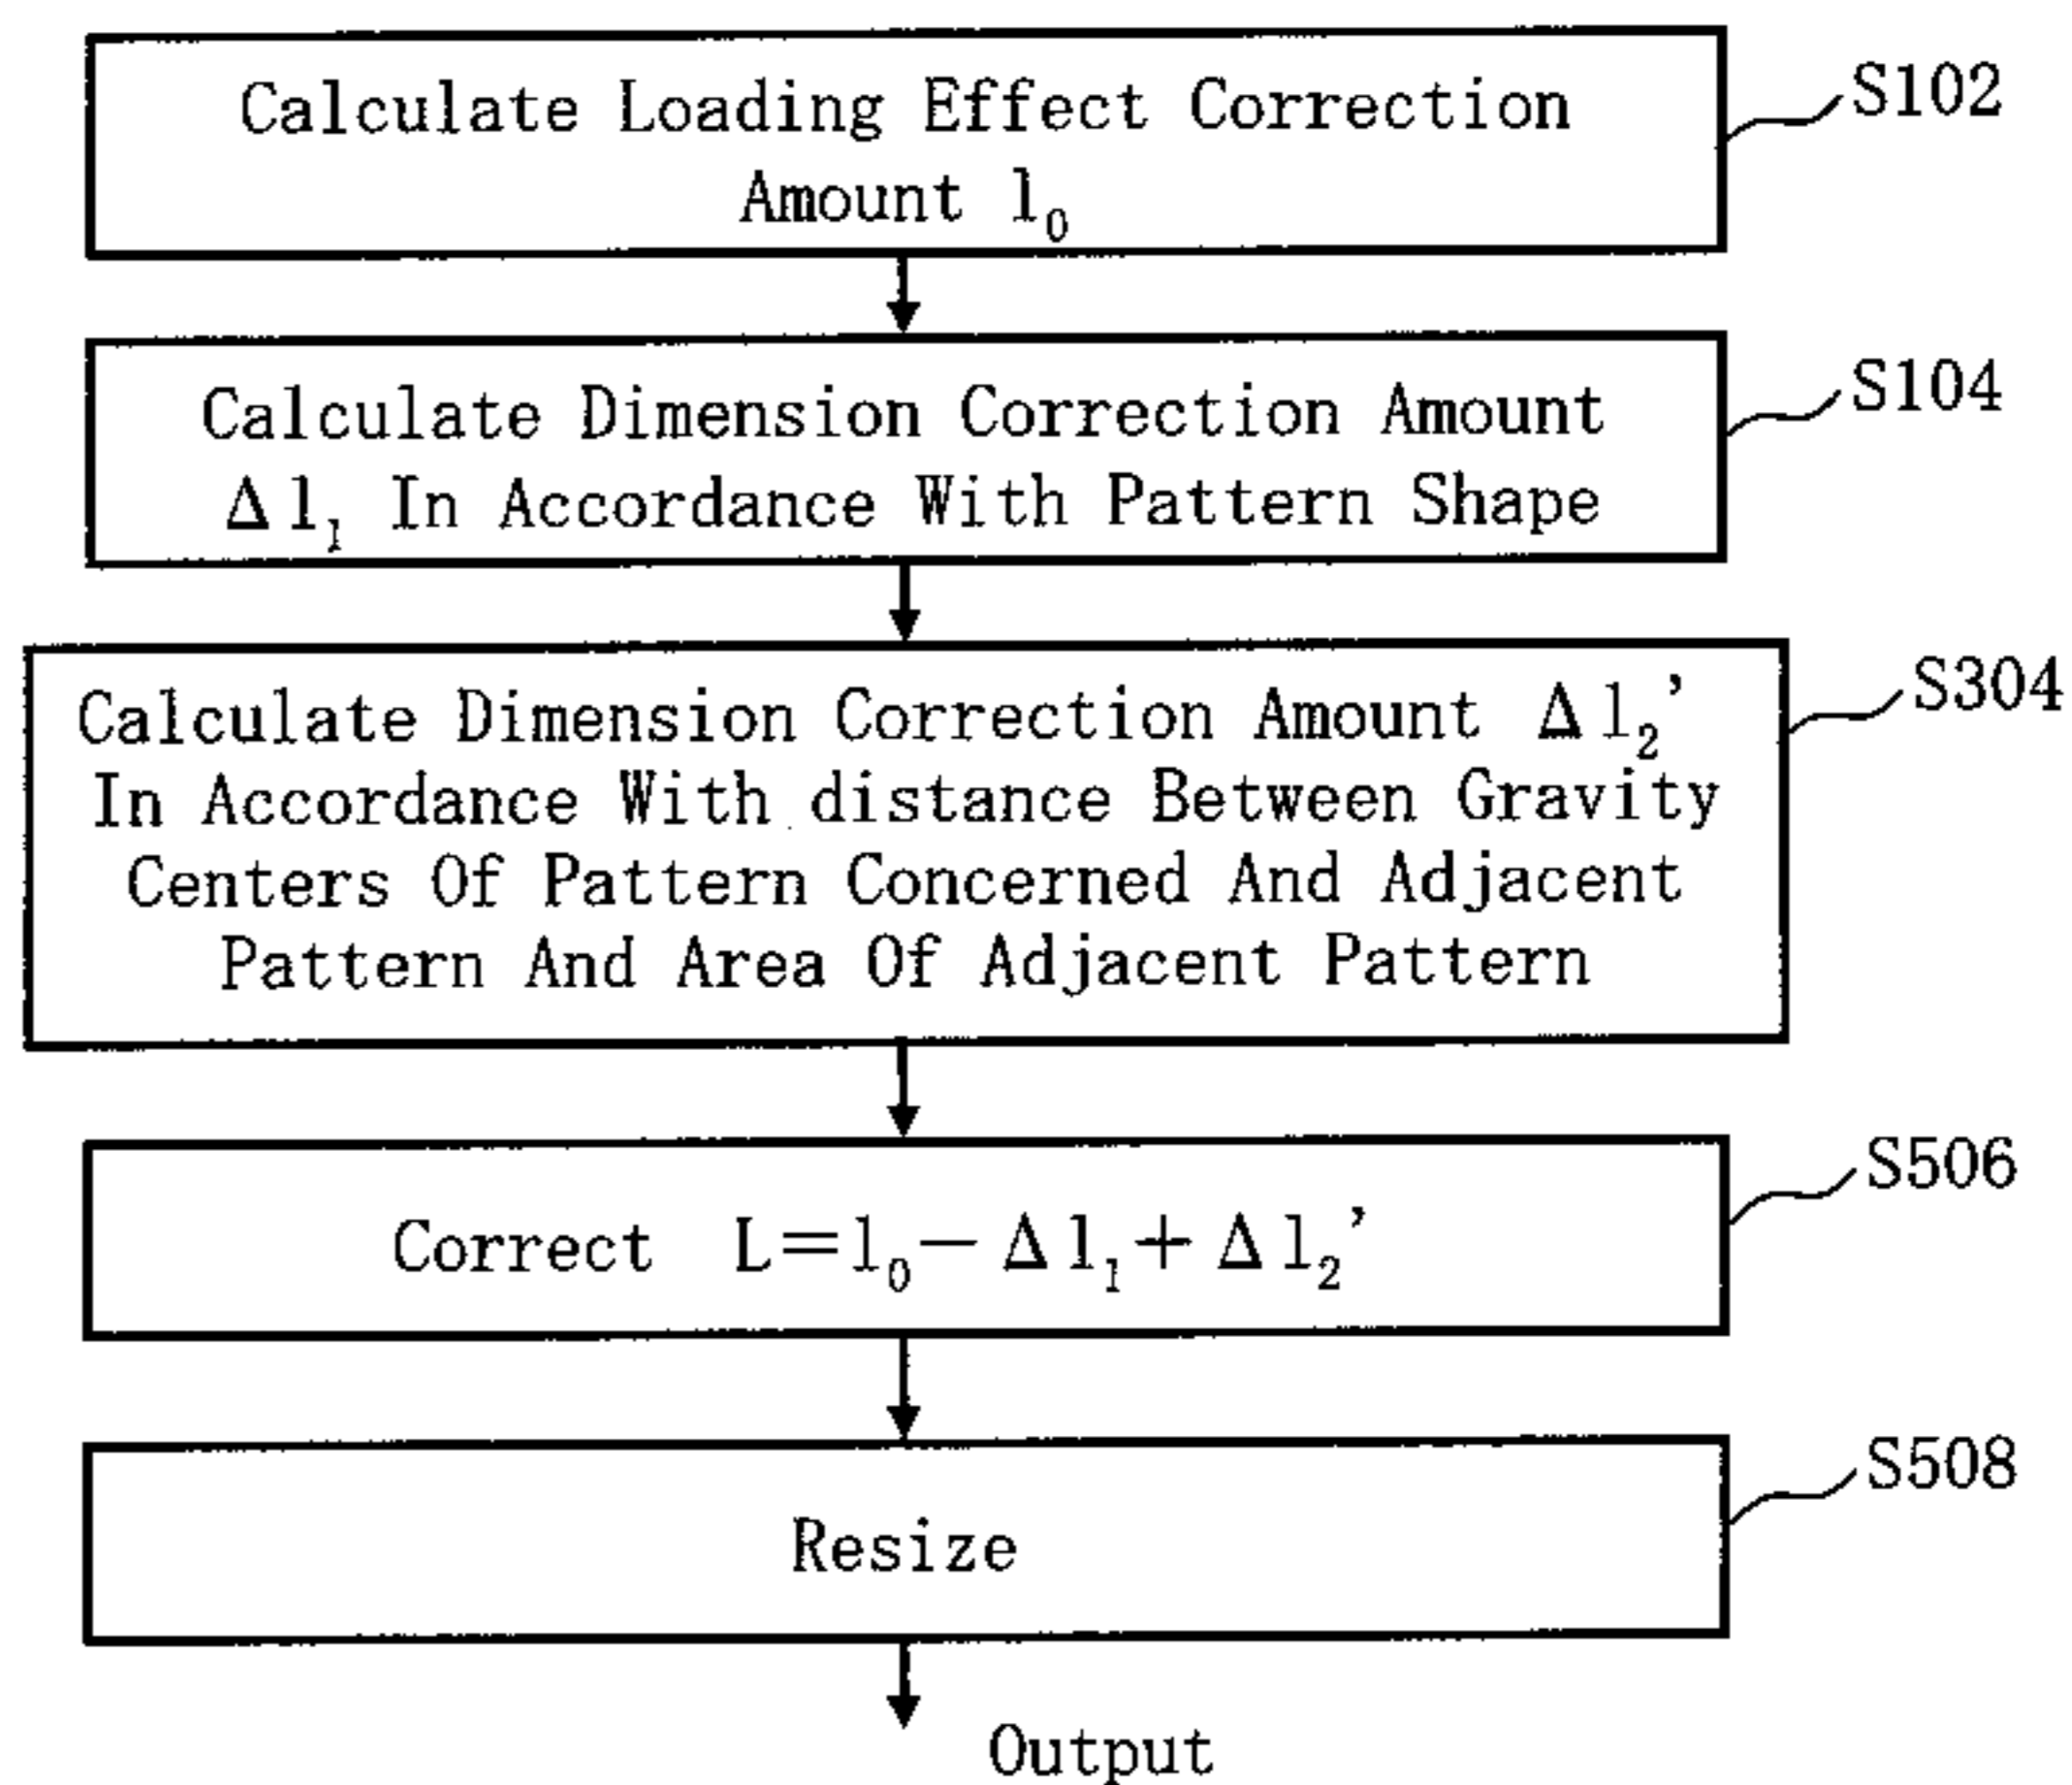 Calculate Loading Effect Correction
Amount l₀
S102
Calculate Dimension Correction Amount
Δl₁ In Accordance With Pattern Shape
S104
Calculate Dimension Correction Amount Δl₂’
In Accordance With distance Between Gravity
Centers Of Pattern Concerned And Adjacent
Pattern And Area Of Adjacent Pattern
S304
Correct L=l₀−Δl₁+Δl₂’
S506
Resize
S508
Output